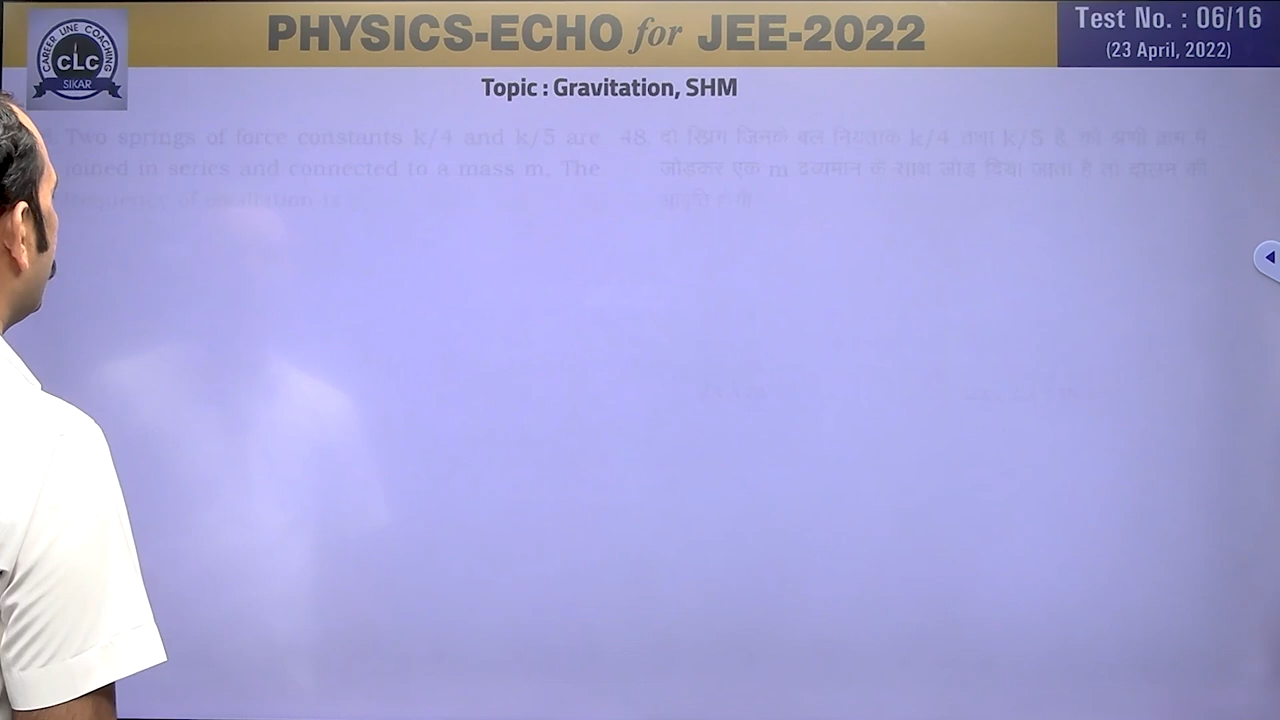 CAREER LINE COACHING
CLC
SIKAR
PHYSICS-ECHO for JEE-2022
Test No. : 06/16
(23 April, 2022)
Topic : Gravitation, SHM
Two springs of force constants k/4 and k/5 are
joined in series and connected to a mass m. The
frequency of oscillation is
48. दो स्प्रिंग जिनके बल नियतांक k/4 तथा k/5 है, को श्रेणी क्रम में
जोड़कर एक m द्रव्यमान के साथ जोड़ दिया जाता है तो दोलन की
आवृत्ति होगी